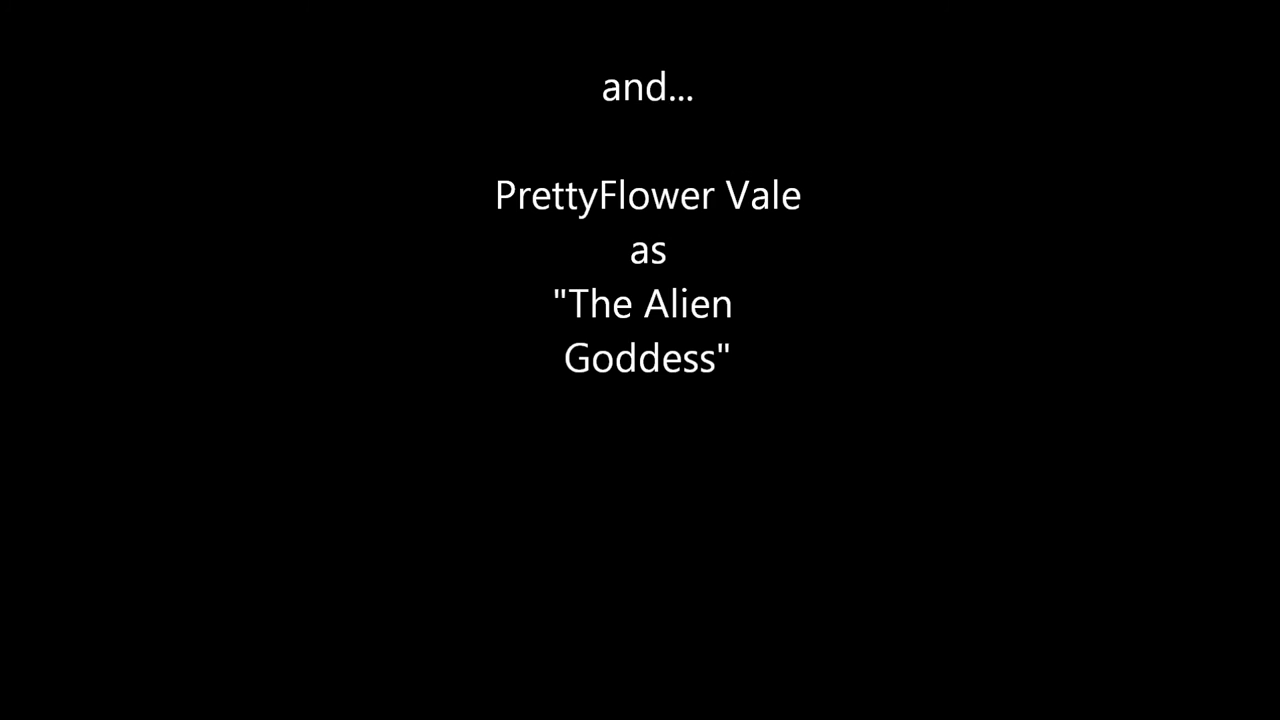 and...
PrettyFlower Vale
as
"The Alien
Goddess"